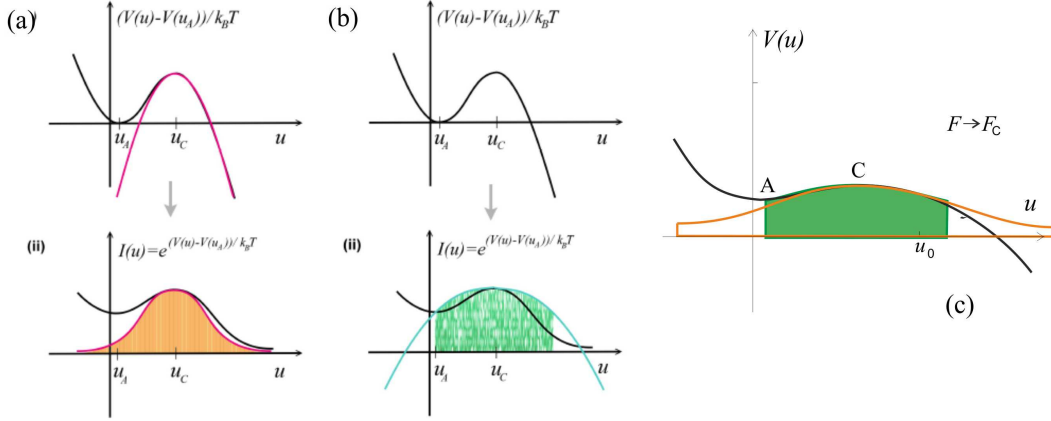 (a)
(V(u)-V(u_A))/k_BT
u_A
u_C
u
(ii)
I(u)=e^{(V(u)-V(u_A))/k_BT}
u_A
u_C
u
(b)
(V(u)-V(u_A))/k_BT
u_A
u_C
u
(ii)
I(u)=e^{(V(u)-V(u_A))/k_BT}
u_A
u_C
u
V(u)
F→F_C
A
C
u
u_0
(c)